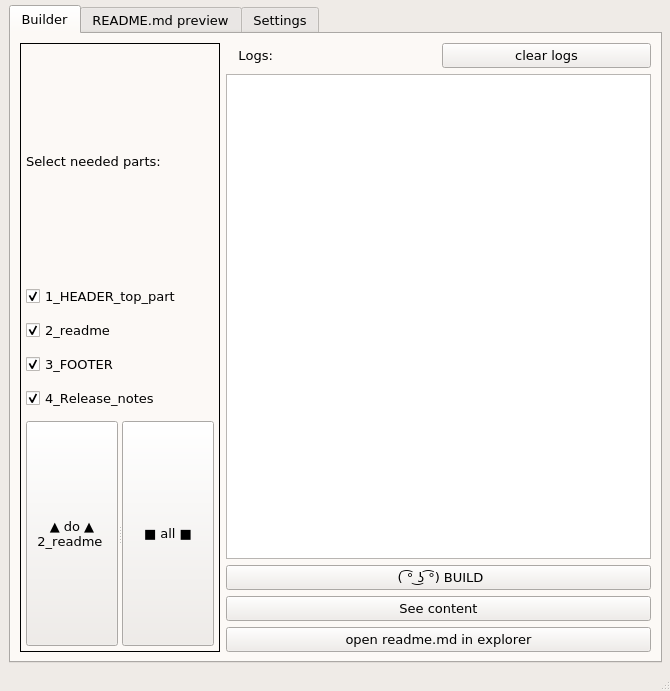 Builder
README.md preview
Settings
Select needed parts:
1_HEADER_top_part
2_readme
3_FOOTER
4_Release_notes
▲ do ▲
2_readme
■ all ■
Logs:
clear logs
( ͡° ͜ʖ ͡°) BUILD
See content
open readme.md in explorer